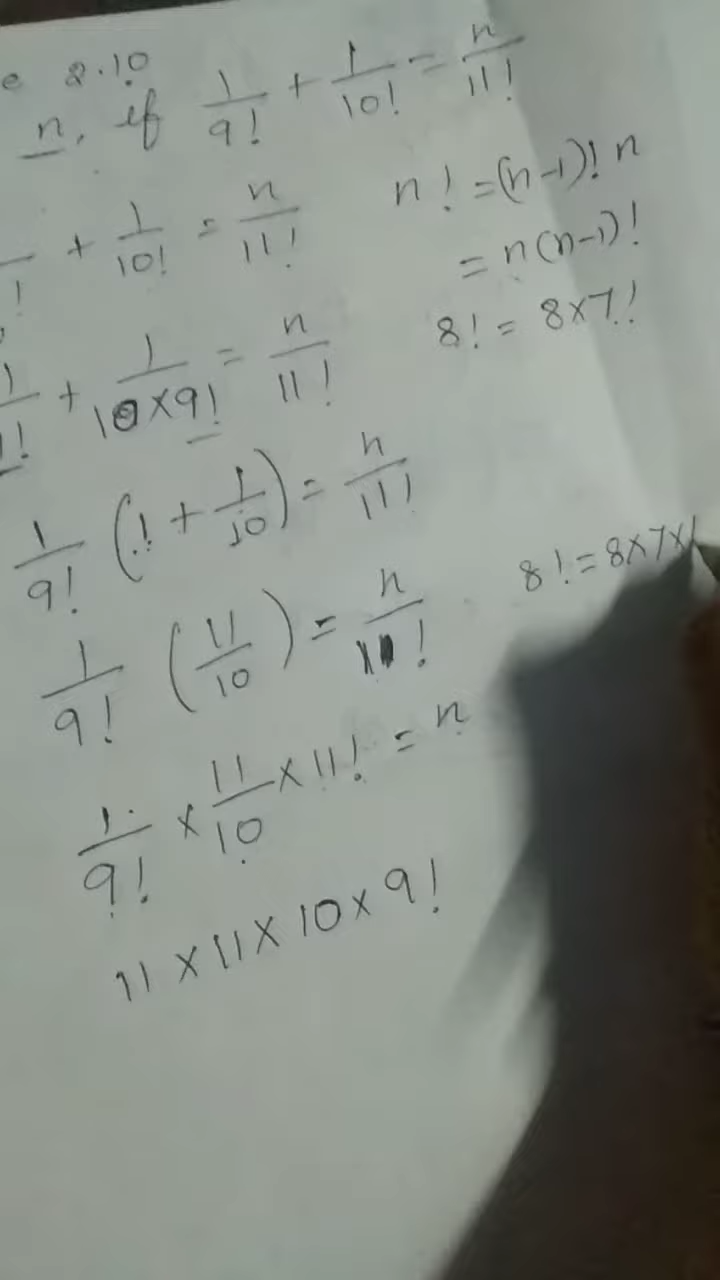 e 2.10
n, if 1/9! + 1/10! = n/11!
! + 1/10! = n/11!
n! = (n-1)! n
= n(n-1)!
8! = 8×7!
1/! + 1/10×9! = n/11!
1/9! (1 + 1/10) = n/11!
1/9! (11/10) = n/11!
8! = 8×7×
1/9! × 11/10 × 11! = n
11 × 11 × 10 × 9!